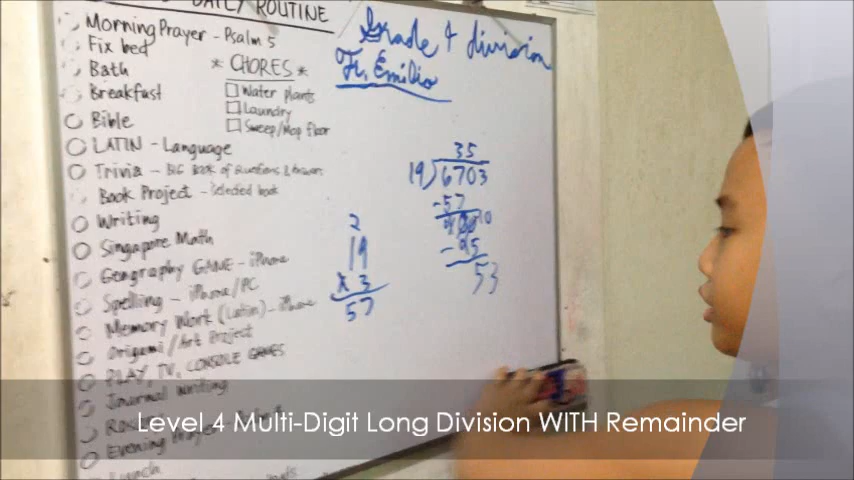 DAILY ROUTINE
Morning Prayer - Psalm 5
Fix bed
Bath
Breakfast
Bible
LATIN - Language
Trivia - BIG Book of Questions & Answers
Book Project - Selected book
Writing
Singapore Math
Geography GAME - iPhone
Spelling - iPhone/PC
Memory Work (Latin) - iPhone
Origami/Art Project
PLAY, TV, CONSOLE GAMES
Journal Writing
Evening Prayer
Lunch
* CHORES *
Water plants
Laundry
Sweep/Mop floor
Grade 4 division
Fr. Emilio
2
19
x 3
57
35
19) 6703
-57
-95
53
Level 4 Multi-Digit Long Division WITH Remainder